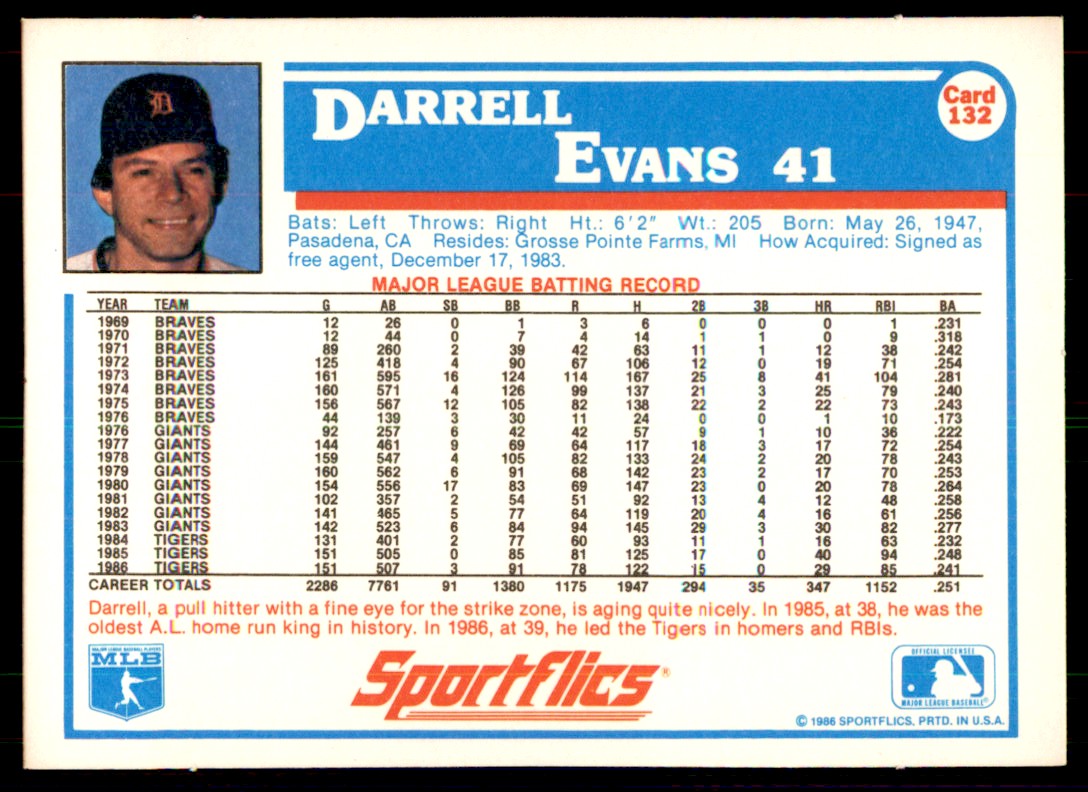 D
Card
132
DARRELL
EVANS 41
Bats: Left Throws: Right Ht.: 6'2" Wt.: 205 Born: May 26, 1947,
Pasadena, CA Resides: Grosse Pointe Farms, MI How Acquired: Signed as
free agent, December 17, 1983.
MAJOR LEAGUE BATTING RECORD
YEAR TEAM G AB SB BB R H 2B 3B HR RBI BA
1969 BRAVES 12 26 0 1 3 6 0 0 0 1 .231
1970 BRAVES 12 44 0 7 4 14 1 1 0 9 .318
1971 BRAVES 89 260 2 39 42 63 11 1 12 38 .242
1972 BRAVES 125 418 4 90 67 106 12 0 19 71 .254
1973 BRAVES 161 595 16 124 114 167 25 8 41 104 .281
1974 BRAVES 160 571 4 126 99 137 21 3 25 79 .240
1975 BRAVES 156 567 12 105 82 138 22 2 22 73 .243
1976 BRAVES 44 139 3 30 11 24 0 0 1 10 .173
1976 GIANTS 92 257 6 42 42 57 9 1 10 36 .222
1977 GIANTS 144 461 9 69 64 117 18 3 17 72 .254
1978 GIANTS 159 547 4 105 82 133 24 2 20 78 .243
1979 GIANTS 160 562 6 91 68 142 23 2 17 70 .253
1980 GIANTS 154 556 17 83 69 147 23 0 20 78 .264
1981 GIANTS 102 357 2 54 51 92 13 4 12 48 .258
1982 GIANTS 141 465 5 77 64 119 20 4 16 61 .256
1983 GIANTS 142 523 6 84 94 145 29 3 30 82 .277
1984 TIGERS 131 401 2 77 60 93 11 1 16 63 .232
1985 TIGERS 151 505 0 85 81 125 17 0 40 94 .248
1986 TIGERS 151 507 3 91 78 122 15 0 29 85 .241
CAREER TOTALS 2286 7761 91 1380 1175 1947 294 35 347 1152 .251
Darrell, a pull hitter with a fine eye for the strike zone, is aging quite nicely. In 1985, at 38, he was the
oldest A.L. home run king in history. In 1986, at 39, he led the Tigers in homers and RBIs.
MAJOR LEAGUE BASEBALL PLAYERS
MLB
Sportflics®
OFFICIAL LICENSEE
MAJOR LEAGUE BASEBALL®
© 1986 SPORTFLICS, PRTD. IN U.S.A.